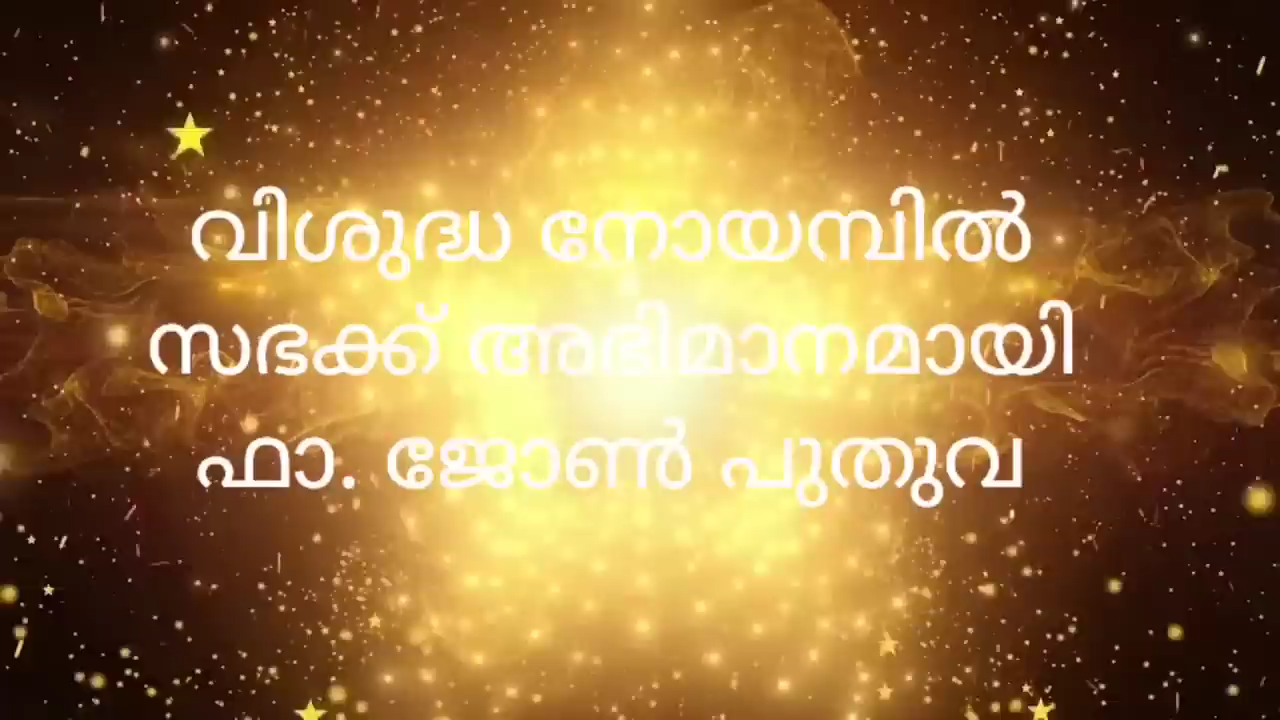 വിശുദ്ധ നോയമ്പിൽ
സഭക്ക് അഭിമാനമായി
ഫാ. ജോൺ പുതുവ